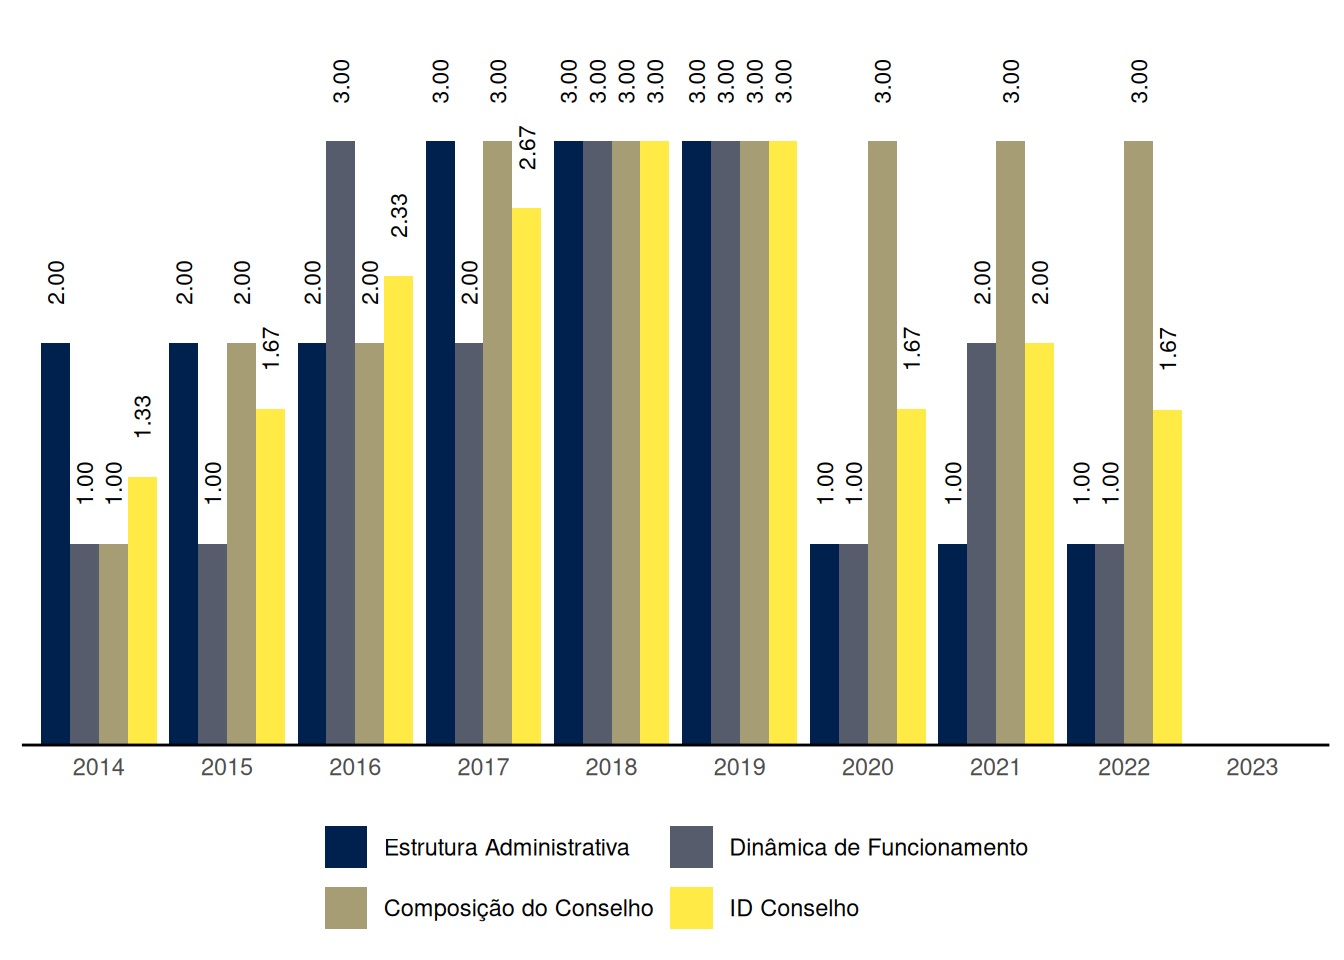 3.00 3.00 3.00 3.00 3.00 3.00 3.00 3.00 3.00 3.00 3.00 3.00 3.00 3.00
2.67
2.33
2.00 2.00 2.00 2.00 2.00 2.00 2.00 2.00
1.67 1.67 1.67
1.33
1.00 1.00 1.00 1.00 1.00 1.00 1.00 1.00
2014 2015 2016 2017 2018 2019 2020 2021 2022 2023
Estrutura Administrativa Dinâmica de Funcionamento
Composição do Conselho ID Conselho